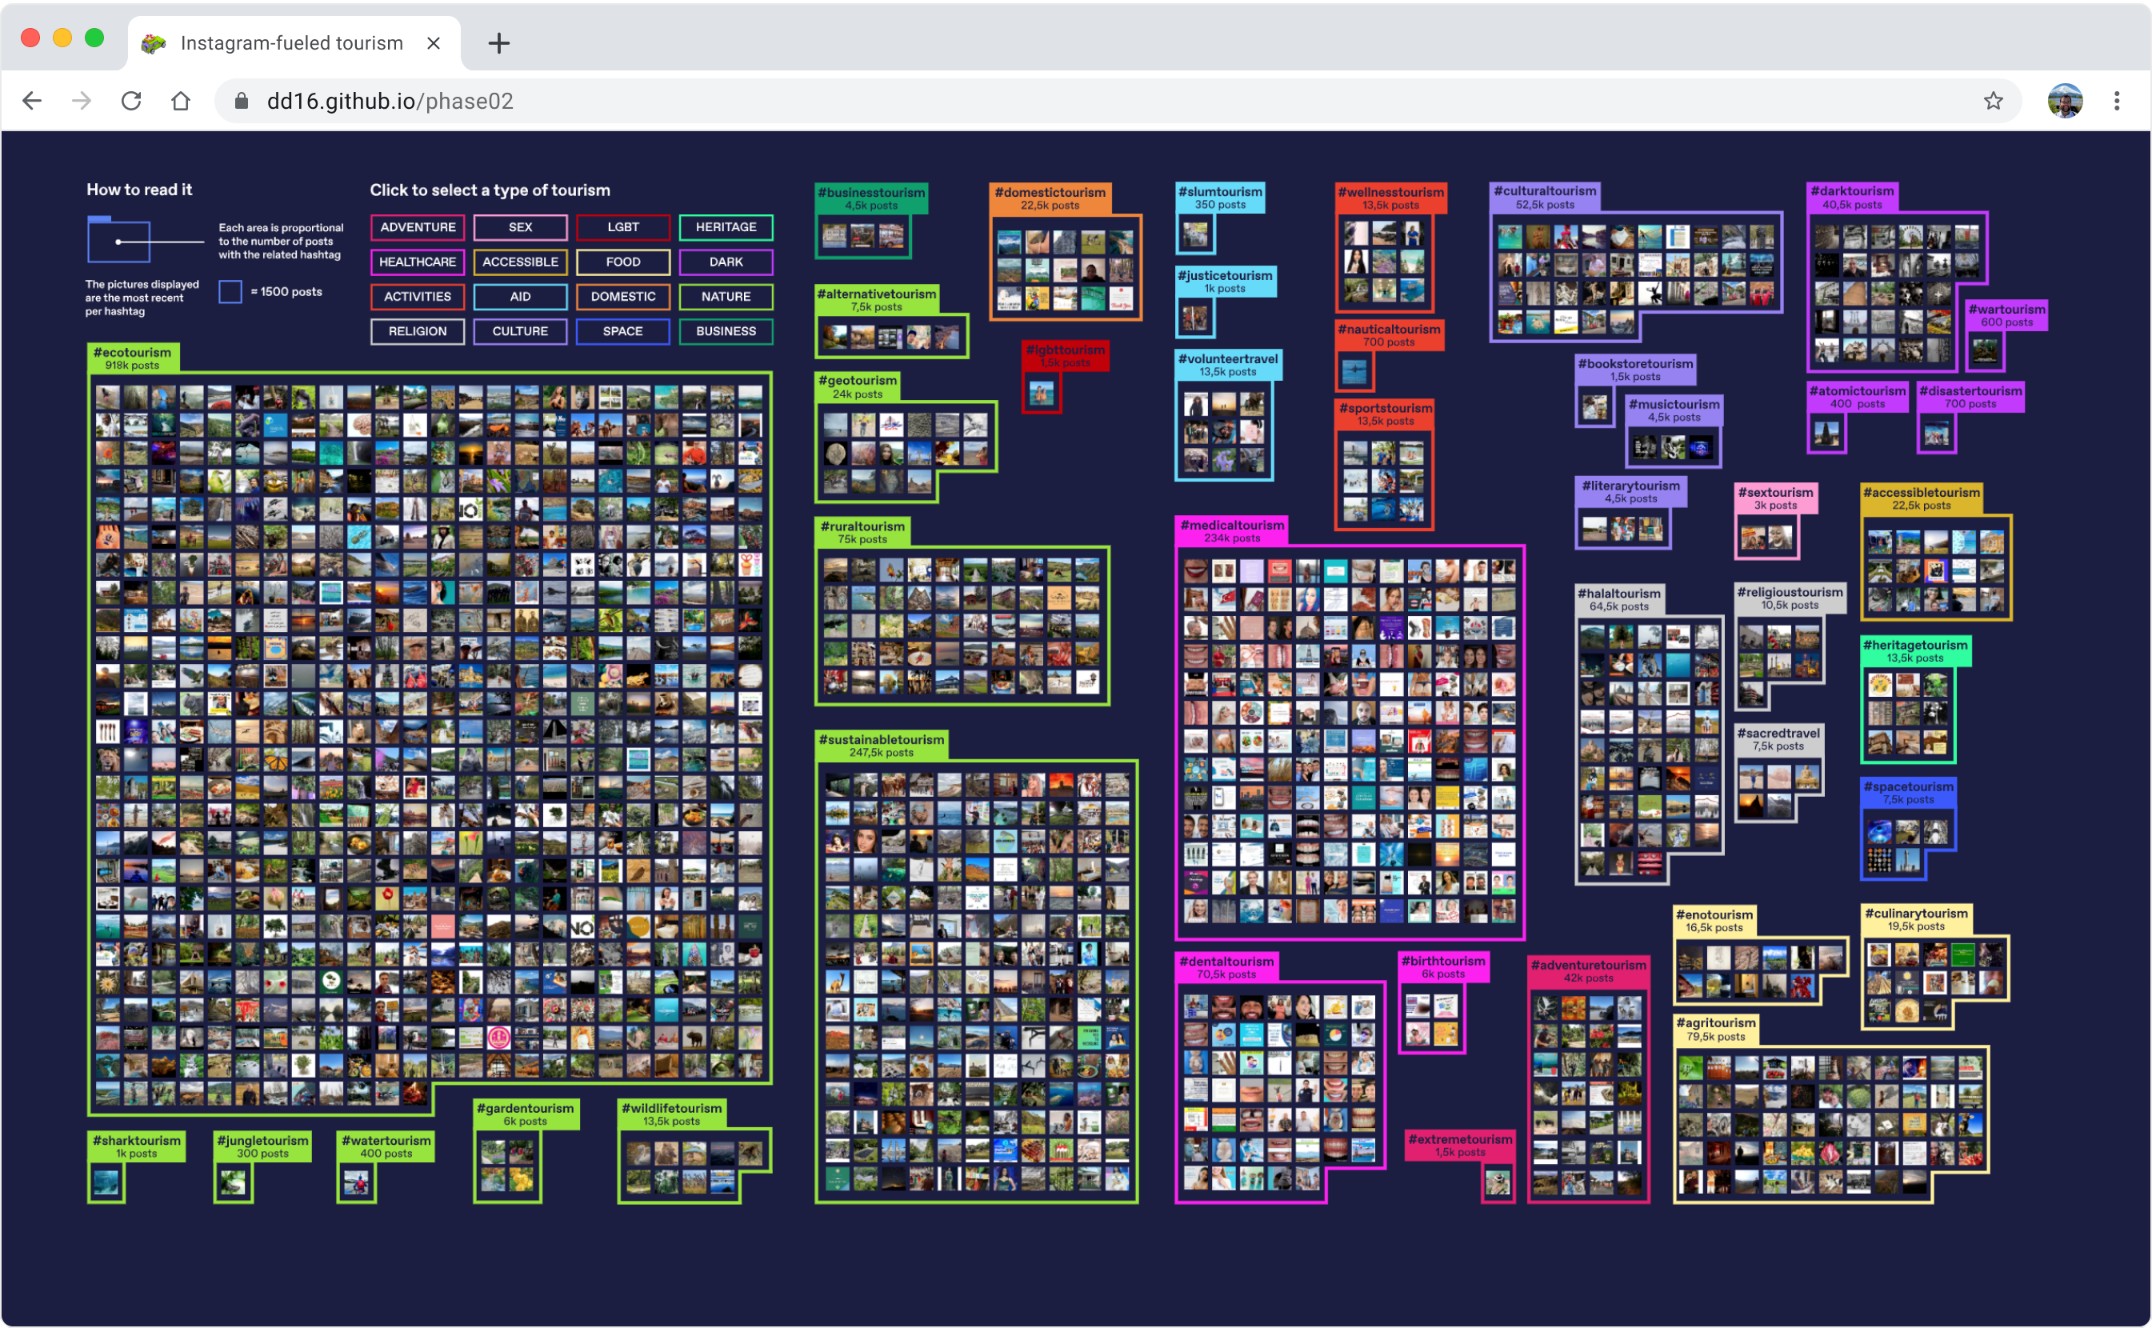 Instagram-fueled tourism
dd16.github.io/phase02
How to read it
Each area is proportional
to the number of posts
with the related hashtag
The pictures displayed
are the most recent
per hashtag
= 1500 posts
Click to select a type of tourism
ADVENTURE
SEX
LGBT
HERITAGE
HEALTHCARE
ACCESSIBLE
FOOD
DARK
ACTIVITIES
AID
DOMESTIC
NATURE
RELIGION
CULTURE
SPACE
BUSINESS
#ecotourism
918k posts
#sharktourism
1k posts
#jungletourism
300 posts
#watertourism
400 posts
#gardentourism
6k posts
#wildlifetourism
13,5k posts
#businesstourism
4,5k posts
#alternativetourism
7,5k posts
#geotourism
24k posts
#ruraltourism
75k posts
#sustainabletourism
247,5k posts
#domestictourism
22,5k posts
#lgbttourism
1,5k posts
#slumtourism
350 posts
#justicetourism
1k posts
#volunteertravel
13,5k posts
#wellnesstourism
13,5k posts
#nauticaltourism
700 posts
#sportstourism
13,5k posts
#medicaltourism
234k posts
#dentaltourism
70,5k posts
#birthtourism
6k posts
#extremetourism
1,5k posts
#adventuretourism
42k posts
#culturaltourism
52,5k posts
#bookstoretourism
1,5k posts
#musictourism
4,5k posts
#literarytourism
4,5k posts
#darktourism
40,5k posts
#wartourism
600 posts
#atomictourism
400 posts
#disastertourism
700 posts
#sextourism
3k posts
#accessibletourism
22,5k posts
#halaltourism
64,5k posts
#religioustourism
10,5k posts
#sacredtravel
7,5k posts
#heritagetourism
13,5k posts
#spacetourism
7,5k posts
#enotourism
16,5k posts
#culinarytourism
19,5k posts
#agritourism
79,5k posts
NO
NO